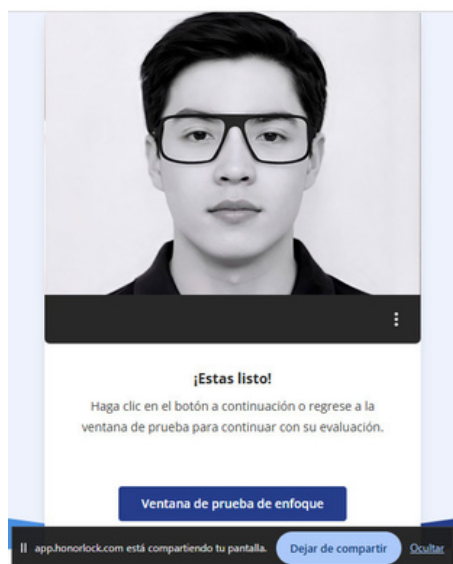 ¡Estas listo!
Haga clic en el botón a continuación o regrese a la
ventana de prueba para continuar con su evaluación.
Ventana de prueba de enfoque
app.honorlock.com está compartiendo tu pantalla. Dejar de compartir Ocultar